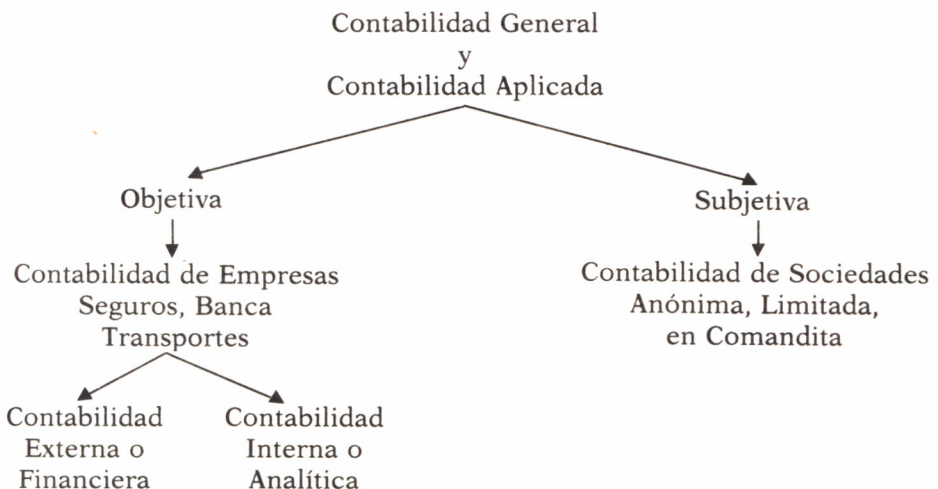 Contabilidad General
y
Contabilidad Aplicada
Objetiva
Subjetiva
Contabilidad de Empresas
Seguros, Banca
Transportes
Contabilidad de Sociedades
Anónima, Limitada,
en Comandita
Contabilidad
Externa o
Financiera
Contabilidad
Interna o
Analítica